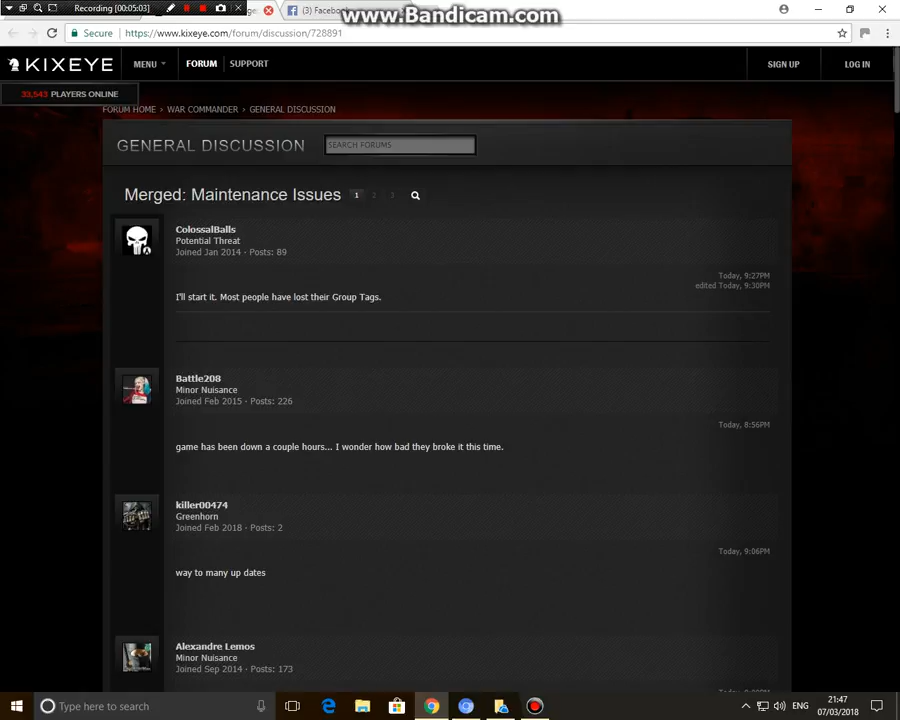 Recording [00:05:03]
(3) Facebo
www.Bandicam.com
Secure
https://www.kixeye.com/forum/discussion/728891
KIXEYE
MENU
FORUM
SUPPORT
SIGN UP
LOG IN
33,543 PLAYERS ONLINE
FORUM HOME > WAR COMMANDER > GENERAL DISCUSSION
GENERAL DISCUSSION
SEARCH FORUMS
Merged: Maintenance Issues
1 2 3
ColossalBalls
Potential Threat
Joined Jan 2014 · Posts: 89
Today, 9:27PM
edited Today, 9:30PM
I'll start it. Most people have lost their Group Tags.
Battle208
Minor Nuisance
Joined Feb 2015 · Posts: 226
Today, 8:56PM
game has been down a couple hours... I wonder how bad they broke it this time.
killer00474
Greenhorn
Joined Feb 2018 · Posts: 2
Today, 9:06PM
way to many up dates
Alexandre Lemos
Minor Nuisance
Joined Sep 2014 · Posts: 173
Type here to search
ENG
21:47
07/03/2018